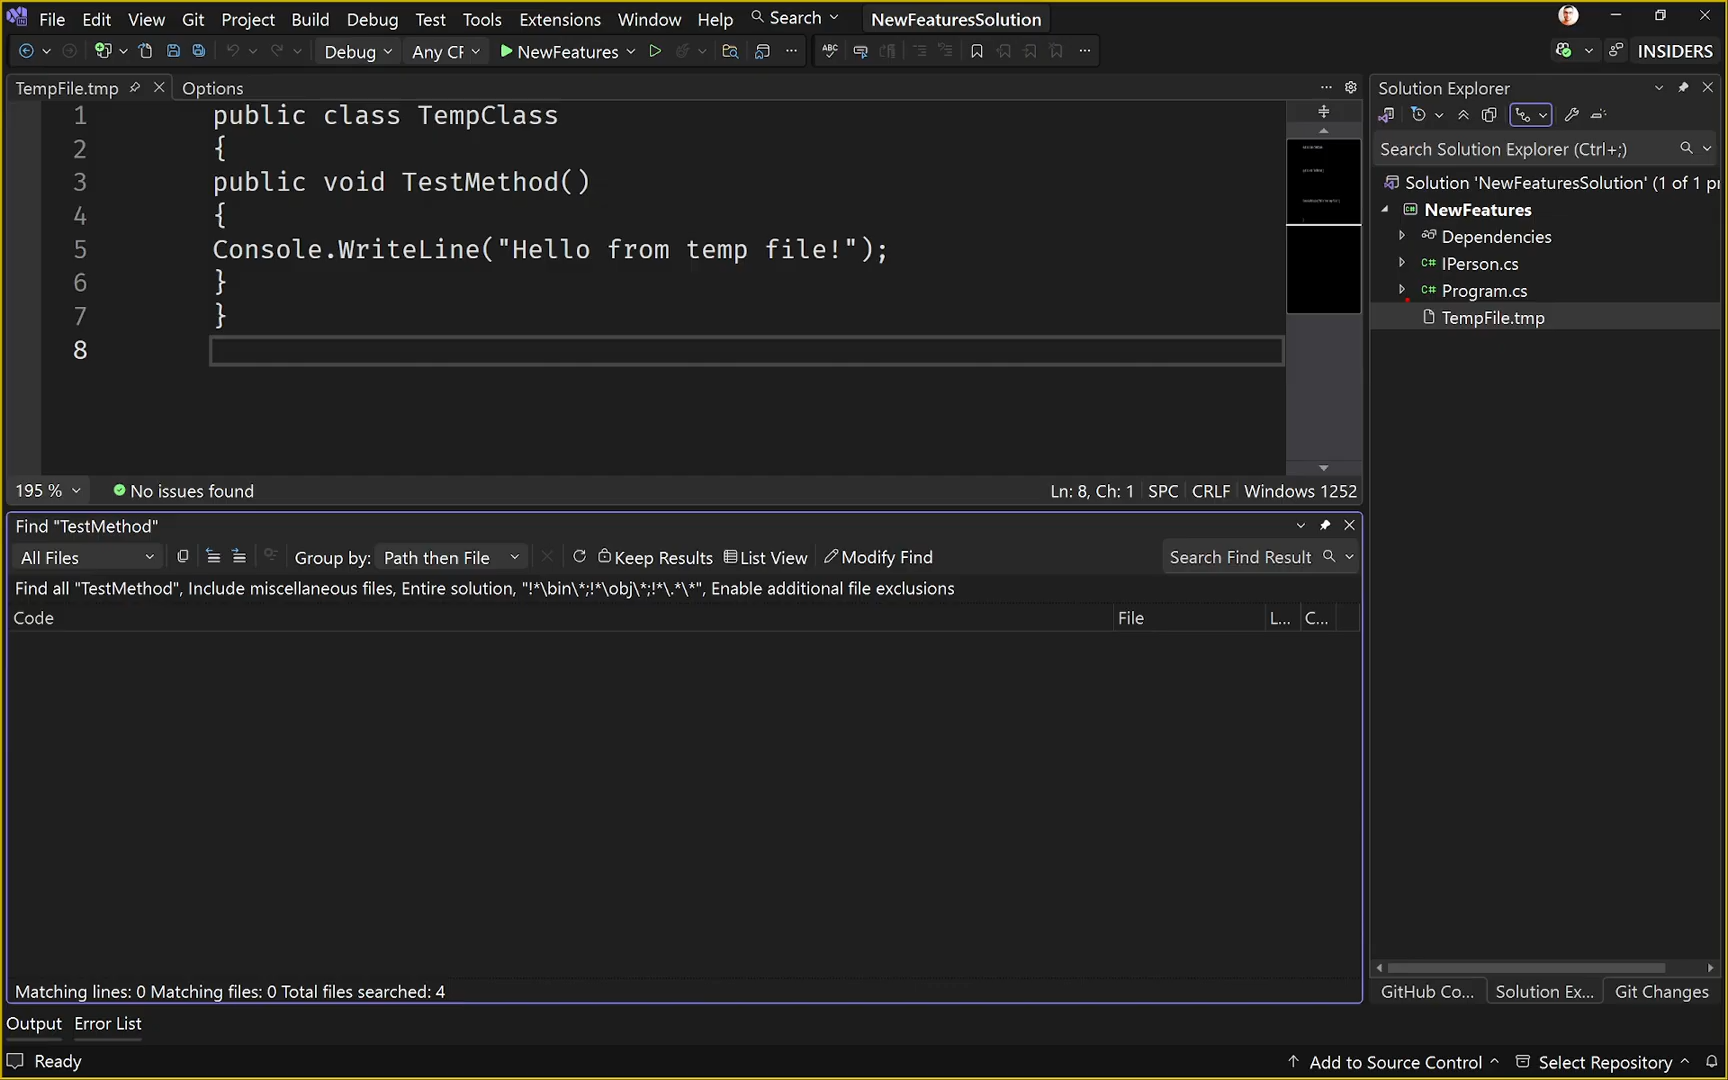 File Edit View Git Project Build Debug Test Tools Extensions Window Help Search NewFeaturesSolution
Debug Any CF NewFeatures INSIDERS
TempFile.tmp Options
1 public class TempClass
2 {
3 public void TestMethod()
4 {
5 Console.WriteLine("Hello from temp file!");
6 }
7 }
8
195 % No issues found Ln: 8, Ch: 1 SPC CRLF Windows 1252
Find "TestMethod"
All Files Group by: Path then File Keep Results List View Modify Find Search Find Result
Find all "TestMethod", Include miscellaneous files, Entire solution, "!*\bin\*;!*\obj\*;!*\.*\*", Enable additional file exclusions
Code File L... C...
Matching lines: 0 Matching files: 0 Total files searched: 4
Output Error List
Ready Add to Source Control Select Repository
Solution Explorer
Search Solution Explorer (Ctrl+;)
Solution 'NewFeaturesSolution' (1 of 1 pr
NewFeatures
Dependencies
C# IPerson.cs
C# Program.cs
TempFile.tmp
GitHub Co... Solution Ex... Git Changes